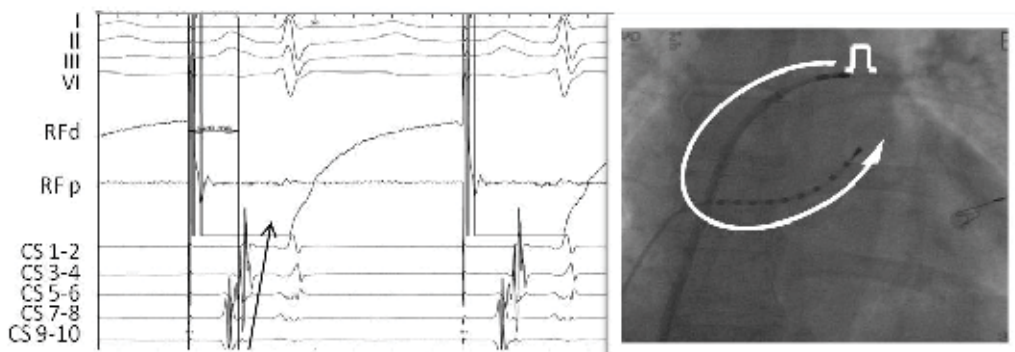 I
II
III
VI
RFd
RF p
CS 1-2
CS 3-4
CS 5-6
CS 7-8
CS 9-10